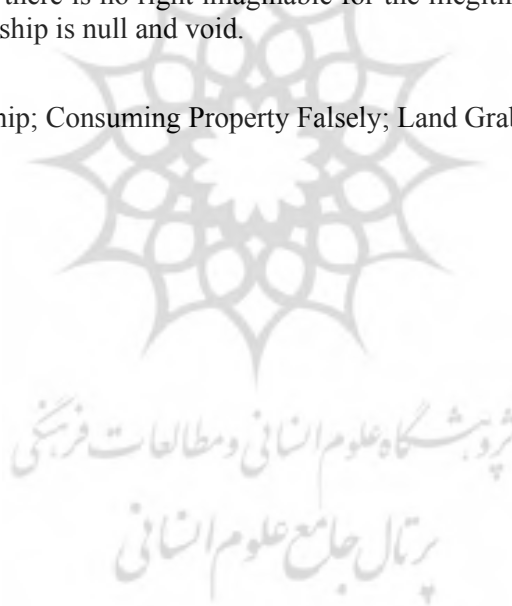 there is no right imaginable for the illegitim
ship is null and void.
hip; Consuming Property Falsely; Land Grab
پژوهشگاه علوم انسانی و مطالعات فرهنگی
پرتال جامع علوم انسانی